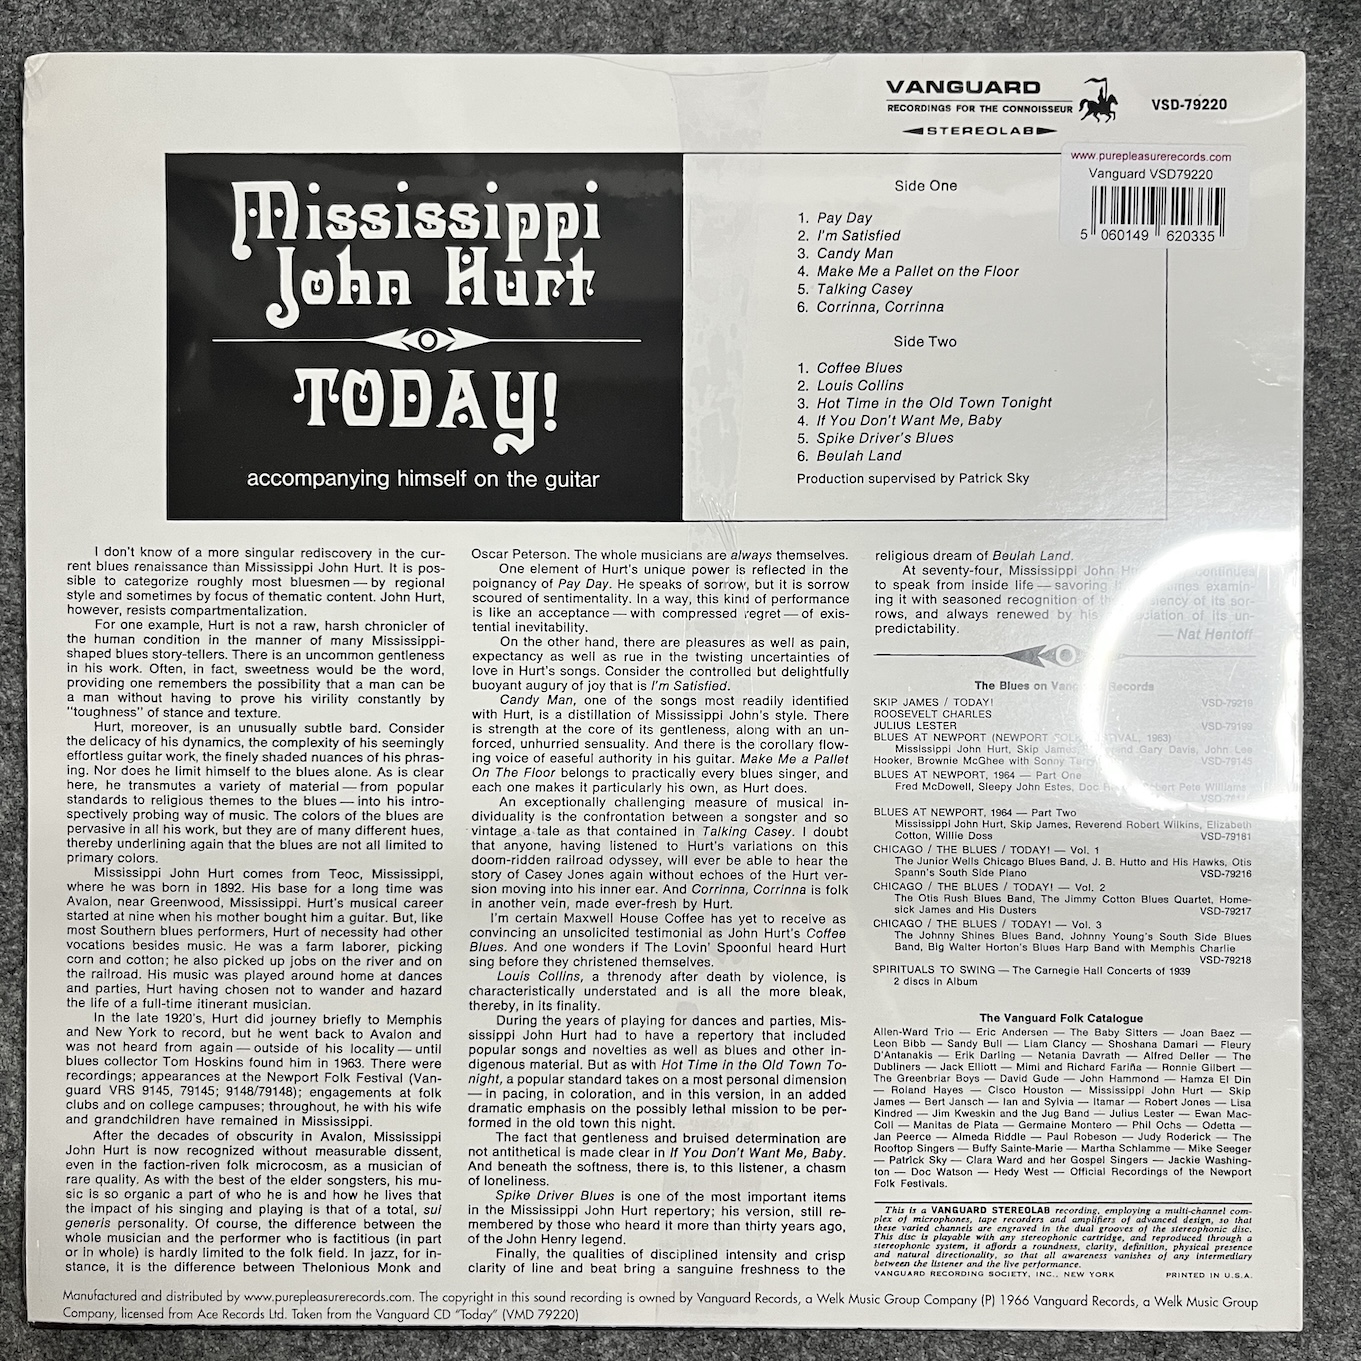 VANGUARD
RECORDINGS FOR THE CONNOISSEUR
STEREOLAB
VSD-79220
www.purepleasurerecords.com
Vanguard VSD79220
5 060149 620335
Mississippi
John Hurt
TODAY!
accompanying himself on the guitar
Side One
1. Pay Day
2. I'm Satisfied
3. Candy Man
4. Make Me a Pallet on the Floor
5. Talking Casey
6. Corrinna, Corrinna
Side Two
1. Coffee Blues
2. Louis Collins
3. Hot Time in the Old Town Tonight
4. If You Don't Want Me, Baby
5. Spike Driver's Blues
6. Beulah Land
Production supervised by Patrick Sky
I don't know of a more singular rediscovery in the cur-
rent blues renaissance than Mississippi John Hurt. It is pos-
sible to categorize roughly most bluesmen — by regional
style and sometimes by focus of thematic content. John Hurt,
however, resists compartmentalization.
For one example, Hurt is not a raw, harsh chronicler of
the human condition in the manner of many Mississippi-
shaped blues story-tellers. There is an uncommon gentleness
in his work. Often, in fact, sweetness would be the word,
providing one remembers the possibility that a man can be
a man without having to prove his virility constantly by
"toughness" of stance and texture.
Hurt, moreover, is an unusually subtle bard. Consider
the delicacy of his dynamics, the complexity of his seemingly
effortless guitar work, the finely shaded nuances of his phras-
ing. Nor does he limit himself to the blues alone. As is clear
here, he transmutes a variety of material — from popular
standards to religious themes to the blues — into his intro-
spectively probing way of music. The colors of the blues are
pervasive in all his work, but they are of many different hues,
thereby underlining again that the blues are not all limited to
primary colors.
Mississippi John Hurt comes from Teoc, Mississippi,
where he was born in 1892. His base for a long time was
Avalon, near Greenwood, Mississippi. Hurt's musical career
started at nine when his mother bought him a guitar. But, like
most Southern blues performers, Hurt of necessity had other
vocations besides music. He was a farm laborer, picking
corn and cotton; he also picked up jobs on the river and on
the railroad. His music was played around home at dances
and parties, Hurt having chosen not to wander and hazard
the life of a full-time itinerant musician.
In the late 1920's, Hurt did journey briefly to Memphis
and New York to record, but he went back to Avalon and
was not heard from again — outside of his locality — until
blues collector Tom Hoskins found him in 1963. There were
recordings; appearances at the Newport Folk Festival (Van-
guard VRS 9145, 79145; 9148/79148); engagements at folk
clubs and on college campuses; throughout, he with his wife
and grandchildren have remained in Mississippi.
After the decades of obscurity in Avalon, Mississippi
John Hurt is now recognized without measurable dissent,
even in the faction-riven folk microcosm, as a musician of
rare quality. As with the best of the elder songsters, his mu-
sic is so organic a part of who he is and how he lives that
the impact of his singing and playing is that of a total, sui
generis personality. Of course, the difference between the
whole musician and the performer who is factitious (in part
or in whole) is hardly limited to the folk field. In jazz, for in-
stance, it is the difference between Thelonious Monk and
Oscar Peterson. The whole musicians are always themselves.
One element of Hurt's unique power is reflected in the
poignancy of Pay Day. He speaks of sorrow, but it is sorrow
scoured of sentimentality. In a way, this kind of performance
is like an acceptance — with compressed regret — of exis-
tential inevitability.
On the other hand, there are pleasures as well as pain,
expectancy as well as rue in the twisting uncertainties of
love in Hurt's songs. Consider the controlled but delightfully
buoyant augury of joy that is I'm Satisfied.
Candy Man, one of the songs most readily identified
with Hurt, is a distillation of Mississippi John's style. There
is strength at the core of its gentleness, along with an un-
forced, unhurried sensuality. And there is the corollary flow-
ing voice of easeful authority in his guitar. Make Me a Pallet
On The Floor belongs to practically every blues singer, and
each one makes it particularly his own, as Hurt does.
An exceptionally challenging measure of musical in-
dividuality is the confrontation between a songster and so
vintage a tale as that contained in Talking Casey. I doubt
that anyone, having listened to Hurt's variations on this
doom-ridden railroad odyssey, will ever be able to hear the
story of Casey Jones again without echoes of the Hurt ver-
sion moving into his inner ear. And Corrinna, Corrinna is folk
in another vein, made ever-fresh by Hurt.
I'm certain Maxwell House Coffee has yet to receive as
convincing an unsolicited testimonial as John Hurt's Coffee
Blues. And one wonders if The Lovin' Spoonful heard Hurt
sing before they christened themselves.
Louis Collins, a threnody after death by violence, is
characteristically understated and is all the more bleak,
thereby, in its finality.
During the years of playing for dances and parties, Mis-
sissippi John Hurt had to have a repertory that included
popular songs and novelties as well as blues and other in-
digenous material. But as with Hot Time in the Old Town To-
night, a popular standard takes on a most personal dimension
— in pacing, in coloration, and in this version, in an added
dramatic emphasis on the possibly lethal mission to be per-
formed in the old town this night.
The fact that gentleness and bruised determination are
not antithetical is made clear in If You Don't Want Me, Baby.
And beneath the softness, there is, to this listener, a chasm
of loneliness.
Spike Driver Blues is one of the most important items
in the Mississippi John Hurt repertory; his version, still re-
membered by those who heard it more than thirty years ago,
of the John Henry legend.
Finally, the qualities of disciplined intensity and crisp
clarity of line and beat bring a sanguine freshness to the
religious dream of Beulah Land.
At seventy-four, Mississippi John Hurt continues
to speak from inside life — savoring it, examin-
ing it with seasoned recognition of of its sor-
rows, and always renewed by his of its un-
predictability.
— Nat Hentoff
The Blues on Vanguard Records
SKIP JAMES / TODAY! VSD-79219
ROOSEVELT CHARLES
JULIUS LESTER VSD-79199
BLUES AT NEWPORT (NEWPORT FOLK FESTIVAL, 1963)
Mississippi John Hurt, Skip James, Reverend Gary Davis, John Lee
Hooker, Brownie McGhee with Sonny Terry VSD-79145
BLUES AT NEWPORT, 1964 — Part One
Fred McDowell, Sleepy John Estes, Doc Robert Pete Williams
BLUES AT NEWPORT, 1964 — Part Two
Mississippi John Hurt, Skip James, Reverend Robert Wilkins, Elizabeth
Cotton, Willie Doss VSD-79181
CHICAGO / THE BLUES / TODAY! — Vol. 1
The Junior Wells Chicago Blues Band, J. B. Hutto and His Hawks, Otis
Spann's South Side Piano VSD-79216
CHICAGO / THE BLUES / TODAY! — Vol. 2
The Otis Rush Blues Band, The Jimmy Cotton Blues Quartet, Home-
sick James and His Dusters VSD-79217
CHICAGO / THE BLUES / TODAY! — Vol. 3
The Johnny Shines Blues Band, Johnny Young's South Side Blues
Band, Big Walter Horton's Blues Harp Band with Memphis Charlie
VSD-79218
SPIRITUALS TO SWING — The Carnegie Hall Concerts of 1939
2 discs in Album
The Vanguard Folk Catalogue
Allen-Ward Trio — Eric Andersen — The Baby Sitters — Joan Baez —
Leon Bibb — Sandy Bull — Liam Clancy — Shoshana Damari — Fleury
D'Antanakis — Erik Darling — Netania Davrath — Alfred Deller — The
Dubliners — Jack Elliott — Mimi and Richard Fariña — Ronnie Gilbert —
The Greenbriar Boys — David Gude — John Hammond — Hamza El Din
— Roland Hayes — Cisco Houston — Mississippi John Hurt — Skip
James — Bert Jansch — Ian and Sylvia — Itamar — Robert Jones — Lisa
Kindred — Jim Kweskin and the Jug Band — Julius Lester — Ewan Mac-
Coll — Manitas de Plata — Germaine Montero — Phil Ochs — Odetta —
Jan Peerce — Almeda Riddle — Paul Robeson — Judy Roderick — The
Rooftop Singers — Buffy Sainte-Marie — Martha Schlamme — Mike Seeger
— Patrick Sky — Clara Ward and her Gospel Singers — Jackie Washing-
ton — Doc Watson — Hedy West — Official Recordings of the Newport
Folk Festivals.
This is a VANGUARD STEREOLAB recording, employing a multi-channel com-
plex of microphones, tape recorders and amplifiers of advanced design, so that
these varied channels are engraved in the dual grooves of the stereophonic disc.
This disc is playable with any stereophonic cartridge, and reproduced through a
stereophonic system, it affords a roundness, clarity, definition, physical presence
and natural directionality, so that all awareness vanishes of any intermediary
between the listener and the live performance.
VANGUARD RECORDING SOCIETY, INC., NEW YORK PRINTED IN U.S.A.
Manufactured and distributed by www.purepleasurerecords.com. The copyright in this sound recording is owned by Vanguard Records, a Welk Music Group Company (P) 1966 Vanguard Records, a Welk Music Group
Company, licensed from Ace Records Ltd. Taken from the Vanguard CD "Today" (VMD 79220)